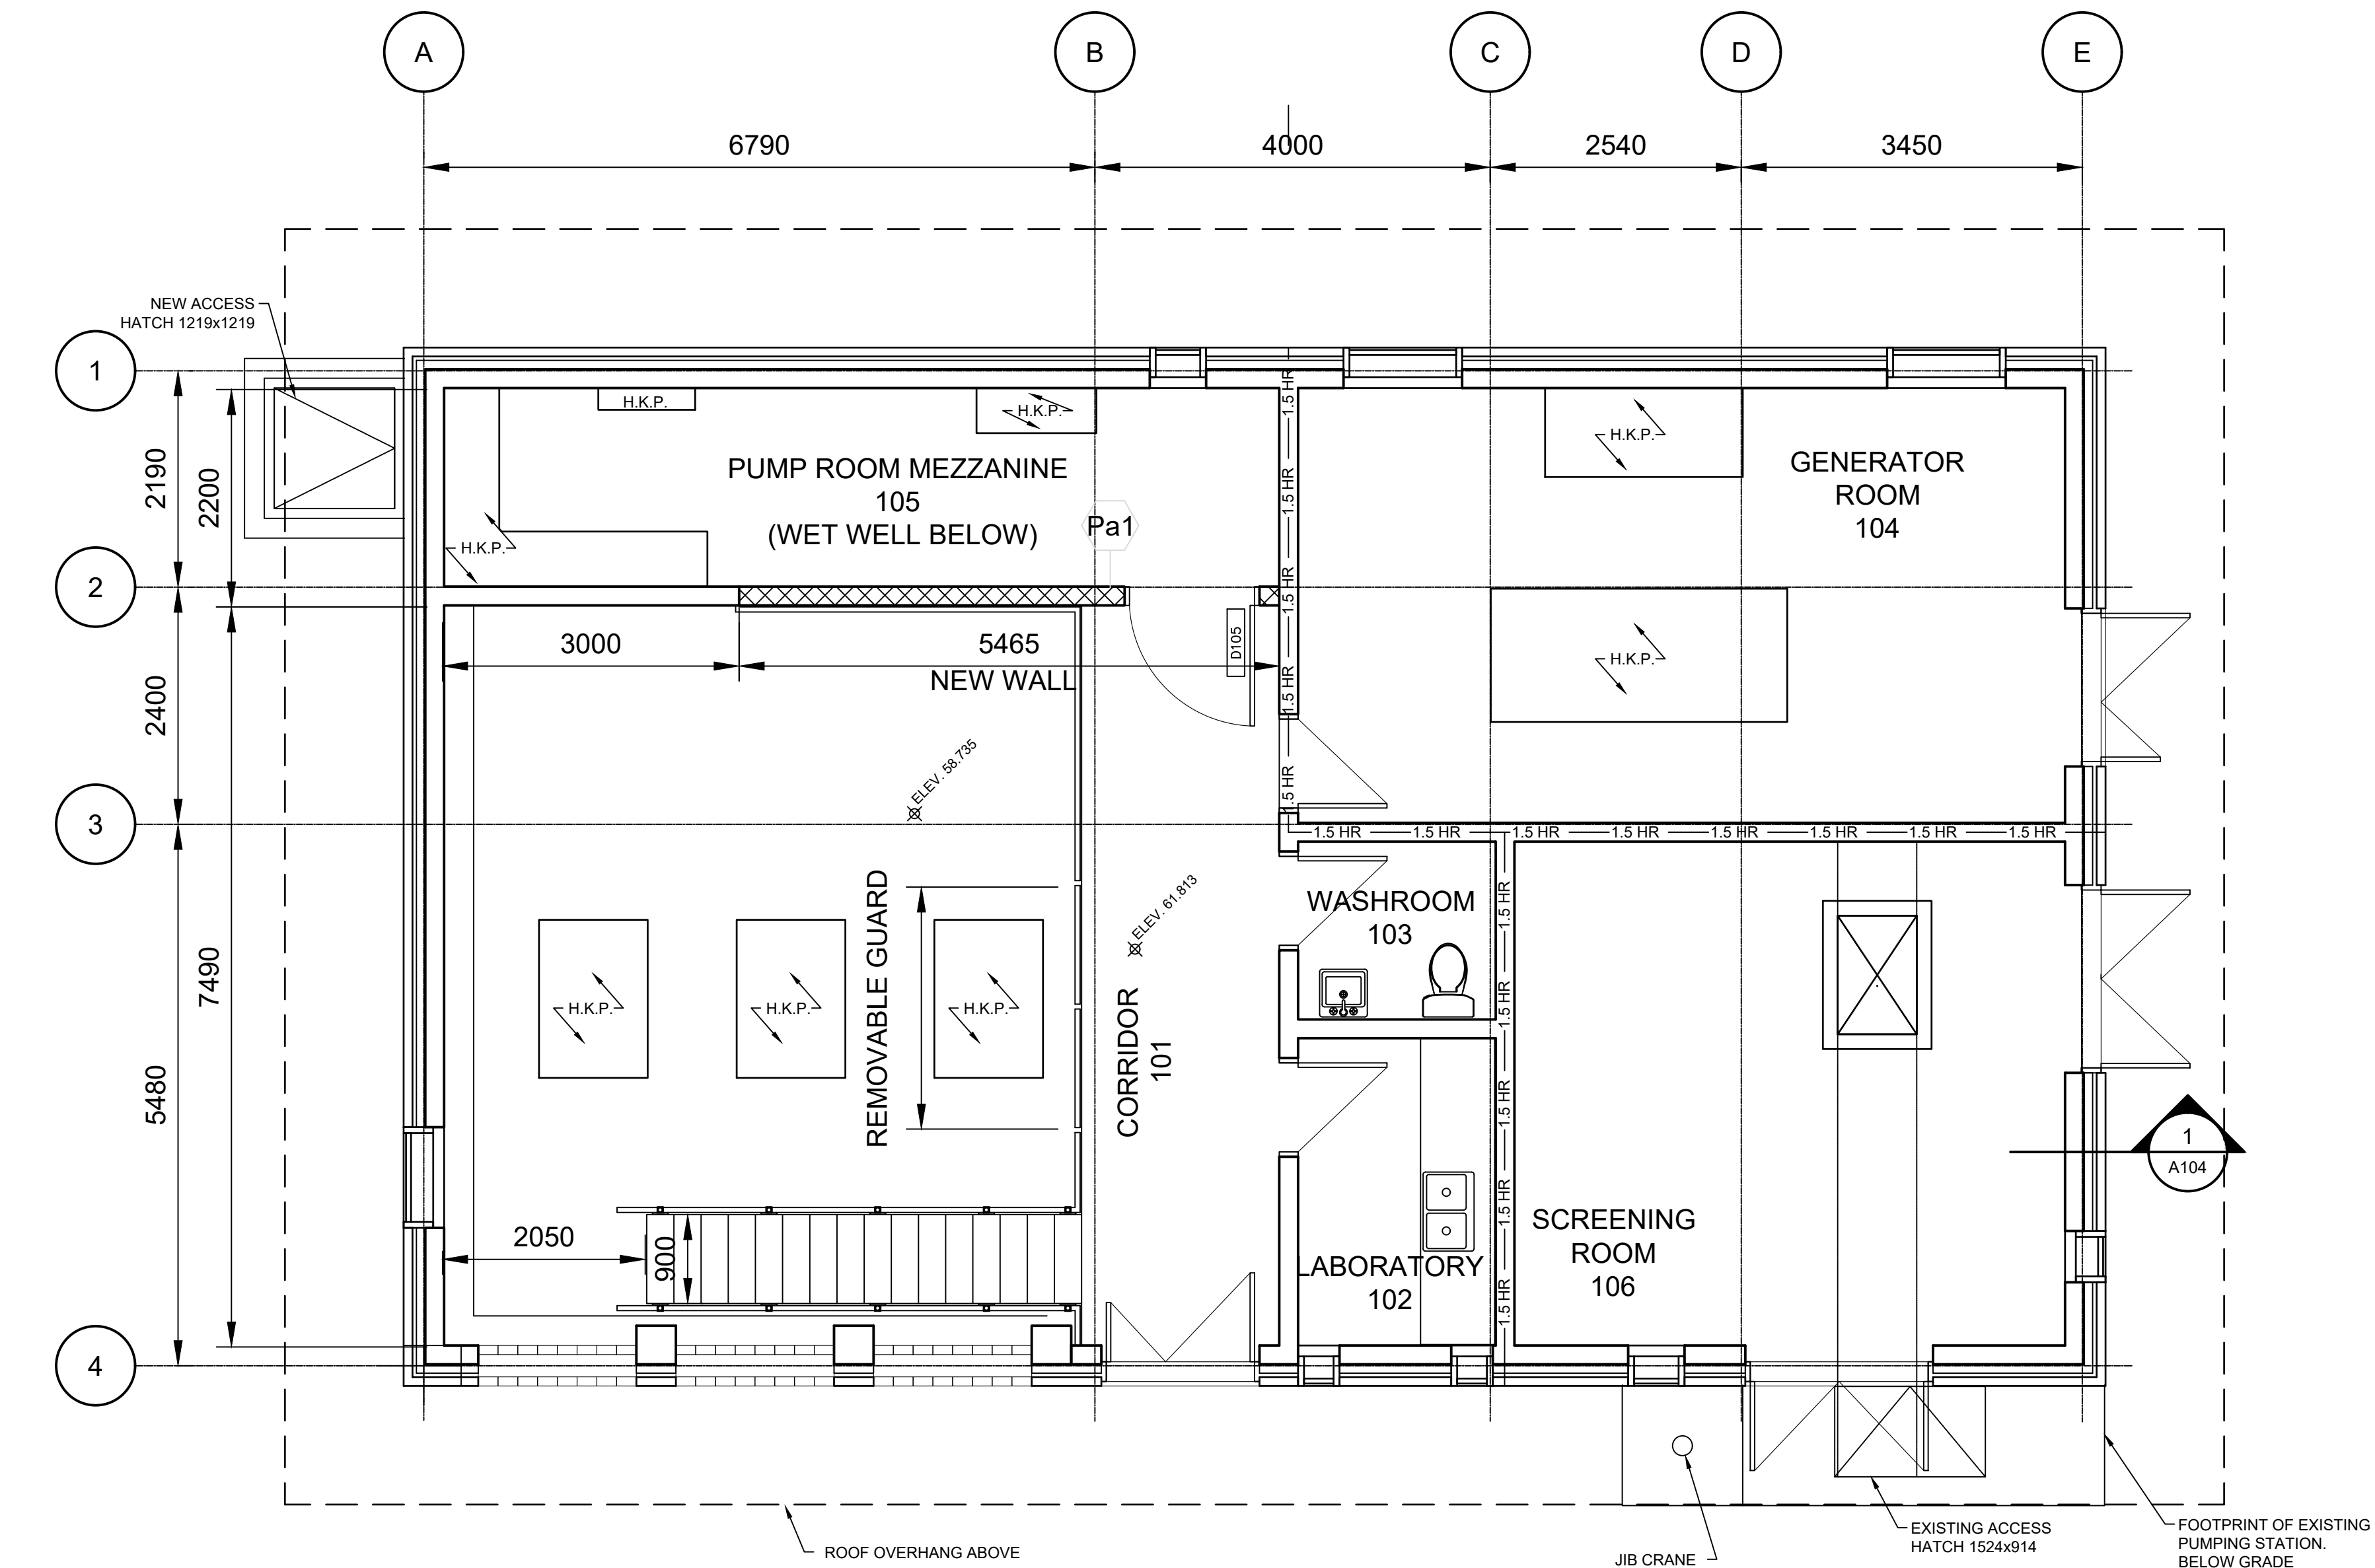 A
B
C
D
E
6790
4000
2540
3450
NEW ACCESS
HATCH 1219x1219
1
2
3
4
2190
2200
2400
7490
5480
H.K.P.
H.K.P.
H.K.P.
PUMP ROOM MEZZANINE
105
(WET WELL BELOW)
Pa1
H.K.P.
GENERATOR
ROOM
104
H.K.P.
1.5 HR
1.5 HR
1.5 HR
1.5 HR
1.5 HR
3000
5465
NEW WALL
D105
ELEV. 58.735
ELEV. 61.813
1.5 HR
1.5 HR
1.5 HR
1.5 HR
1.5 HR
1.5 HR
1.5 HR
1.5 HR
REMOVABLE GUARD
H.K.P.
H.K.P.
H.K.P.
CORRIDOR
101
WASHROOM
103
1.5 HR
1.5 HR
1.5 HR
1.5 HR
1.5 HR
2050
900
LABORATORY
102
SCREENING
ROOM
106
1
A104
ROOF OVERHANG ABOVE
JIB CRANE
EXISTING ACCESS
HATCH 1524x914
FOOTPRINT OF EXISTING
PUMPING STATION.
BELOW GRADE